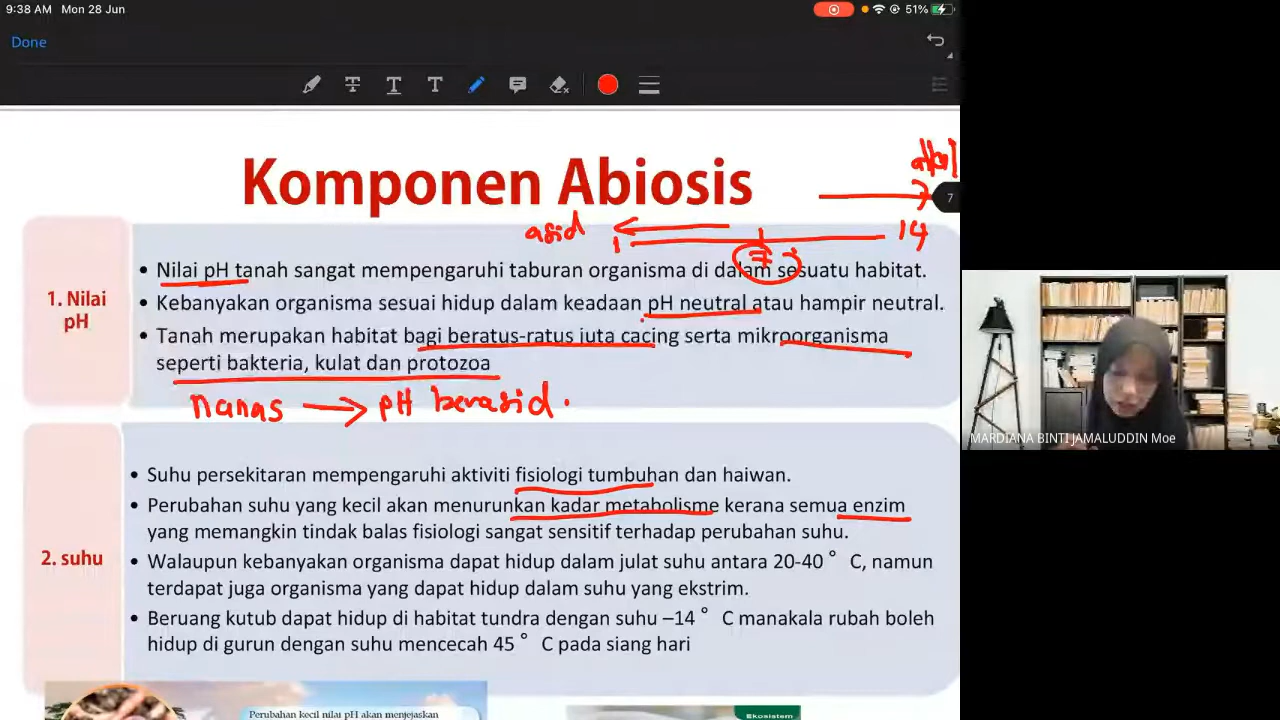 9:38 AM Mon 28 Jun
51%
Done
Komponen Abiosis
7
asid
1
14
7
1. Nilai pH
• Nilai pH tanah sangat mempengaruhi taburan organisma di dalam sesuatu habitat.
• Kebanyakan organisma sesuai hidup dalam keadaan pH neutral atau hampir neutral.
• Tanah merupakan habitat bagi beratus-ratus juta cacing serta mikroorganisma
seperti bakteria, kulat dan protozoa
nanas → pH berasid.
2. suhu
• Suhu persekitaran mempengaruhi aktiviti fisiologi tumbuhan dan haiwan.
• Perubahan suhu yang kecil akan menurunkan kadar metabolisme kerana semua enzim
yang memangkin tindak balas fisiologi sangat sensitif terhadap perubahan suhu.
• Walaupun kebanyakan organisma dapat hidup dalam julat suhu antara 20-40 ° C, namun
terdapat juga organisma yang dapat hidup dalam suhu yang ekstrim.
• Beruang kutub dapat hidup di habitat tundra dengan suhu –14 ° C manakala rubah boleh
hidup di gurun dengan suhu mencecah 45 ° C pada siang hari
Perubahan kecil nilai pH akan menjejaskan
Ekosistem
MARDIANA BINTI JAMALUDDIN Moe